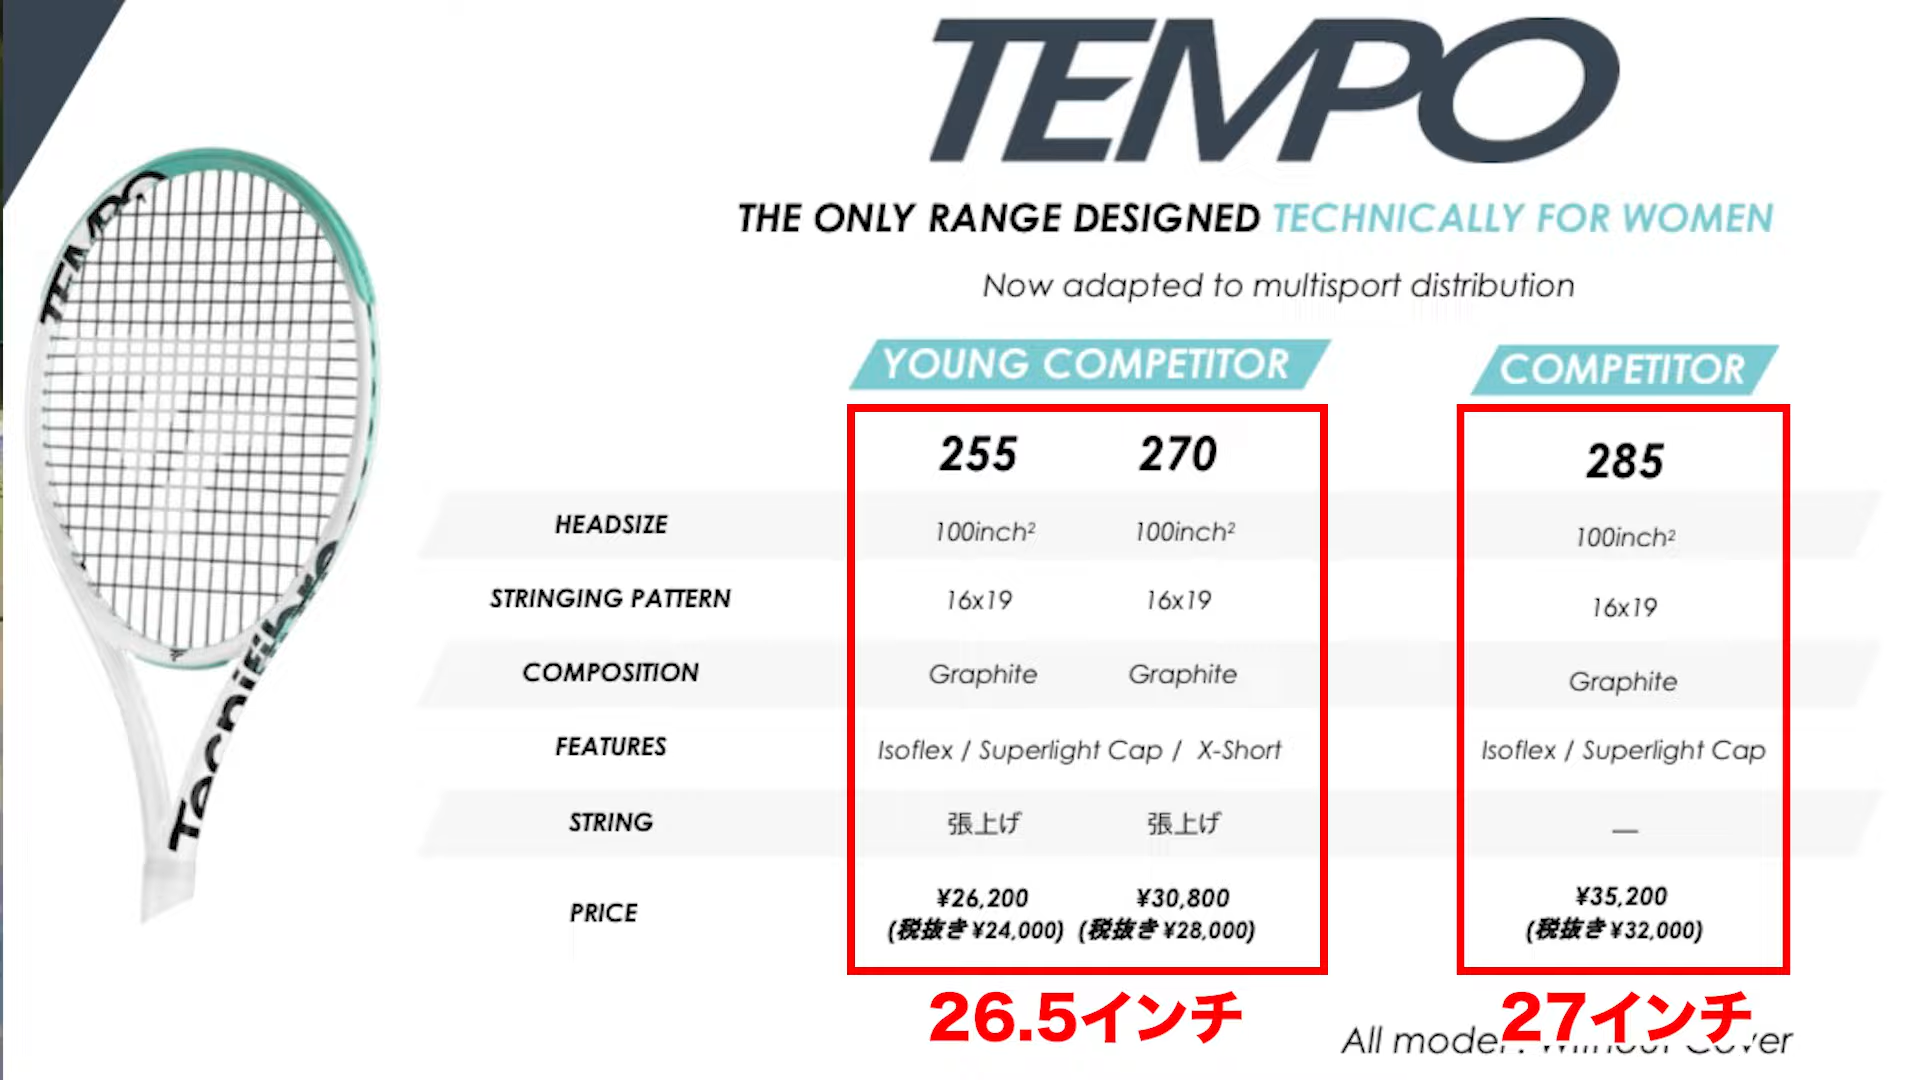 TEMPO
THE ONLY RANGE DESIGNED TECHNICALLY FOR WOMEN
Now adapted to multisport distribution
YOUNG COMPETITOR COMPETITOR
255 270 285
HEADSIZE 100inch² 100inch² 100inch²
STRINGING PATTERN 16x19 16x19 16x19
COMPOSITION Graphite Graphite Graphite
FEATURES Isoflex / Superlight Cap / X-Short Isoflex / Superlight Cap
STRING 張上げ 張上げ —
PRICE ¥26,200 ¥30,800 ¥35,200
(税抜き¥24,000) (税抜き¥28,000) (税抜き¥32,000)
26.5インチ 27インチ
All model
TEMPO
Tecnifibre